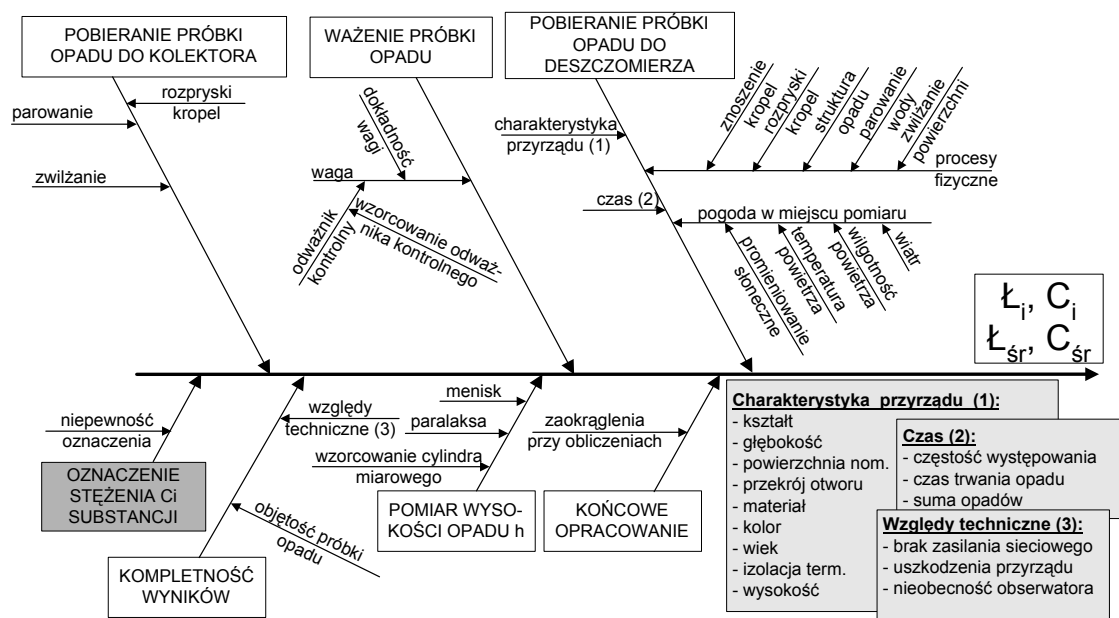 POBIERANIE PRÓBKI
OPADU DO KOLEKTORA
WAŻENIE PRÓBKI
OPADU
POBIERANIE PRÓBKI
OPADU DO
DESZCZOMIERZA
rozpryski
kropel
parowanie
zwilżanie
dokładność
wagi
waga
odważnik
kontrolny
wzorcowanie odważ-
nika kontrolnego
charakterystyka
przyrządu (1)
znoszenie
kropel
rozpryski
kropel
struktura
opadu
parowanie
wody
zwilżanie
powierzchni
procesy
fizyczne
czas (2)
pogoda w miejscu pomiaru
promieniowanie
słoneczne
temperatura
powietrza
wilgotność
powietrza
wiatr
Ł_i, C_i
Ł_śr, C_śr
niepewność
oznaczenia
OZNACZENIE
STĘŻENIA Ci
SUBSTANCJI
względy
techniczne (3)
objętość próbki
opadu
KOMPLETNOŚĆ
WYNIKÓW
menisk
paralaksa
wzorcowanie cylindra
miarowego
POMIAR WYSO-
KOŚCI OPADU h
zaokrąglenia
przy obliczeniach
KOŃCOWE
OPRACOWANIE
Charakterystyka przyrządu (1):
- kształt
- głębokość
- powierzchnia nom.
- przekrój otworu
- materiał
- kolor
- wiek
- izolacja term.
- wysokość
Czas (2):
- częstość występowania
- czas trwania opadu
- suma opadów
Względy techniczne (3):
- brak zasilania sieciowego
- uszkodzenia przyrządu
- nieobecność obserwatora